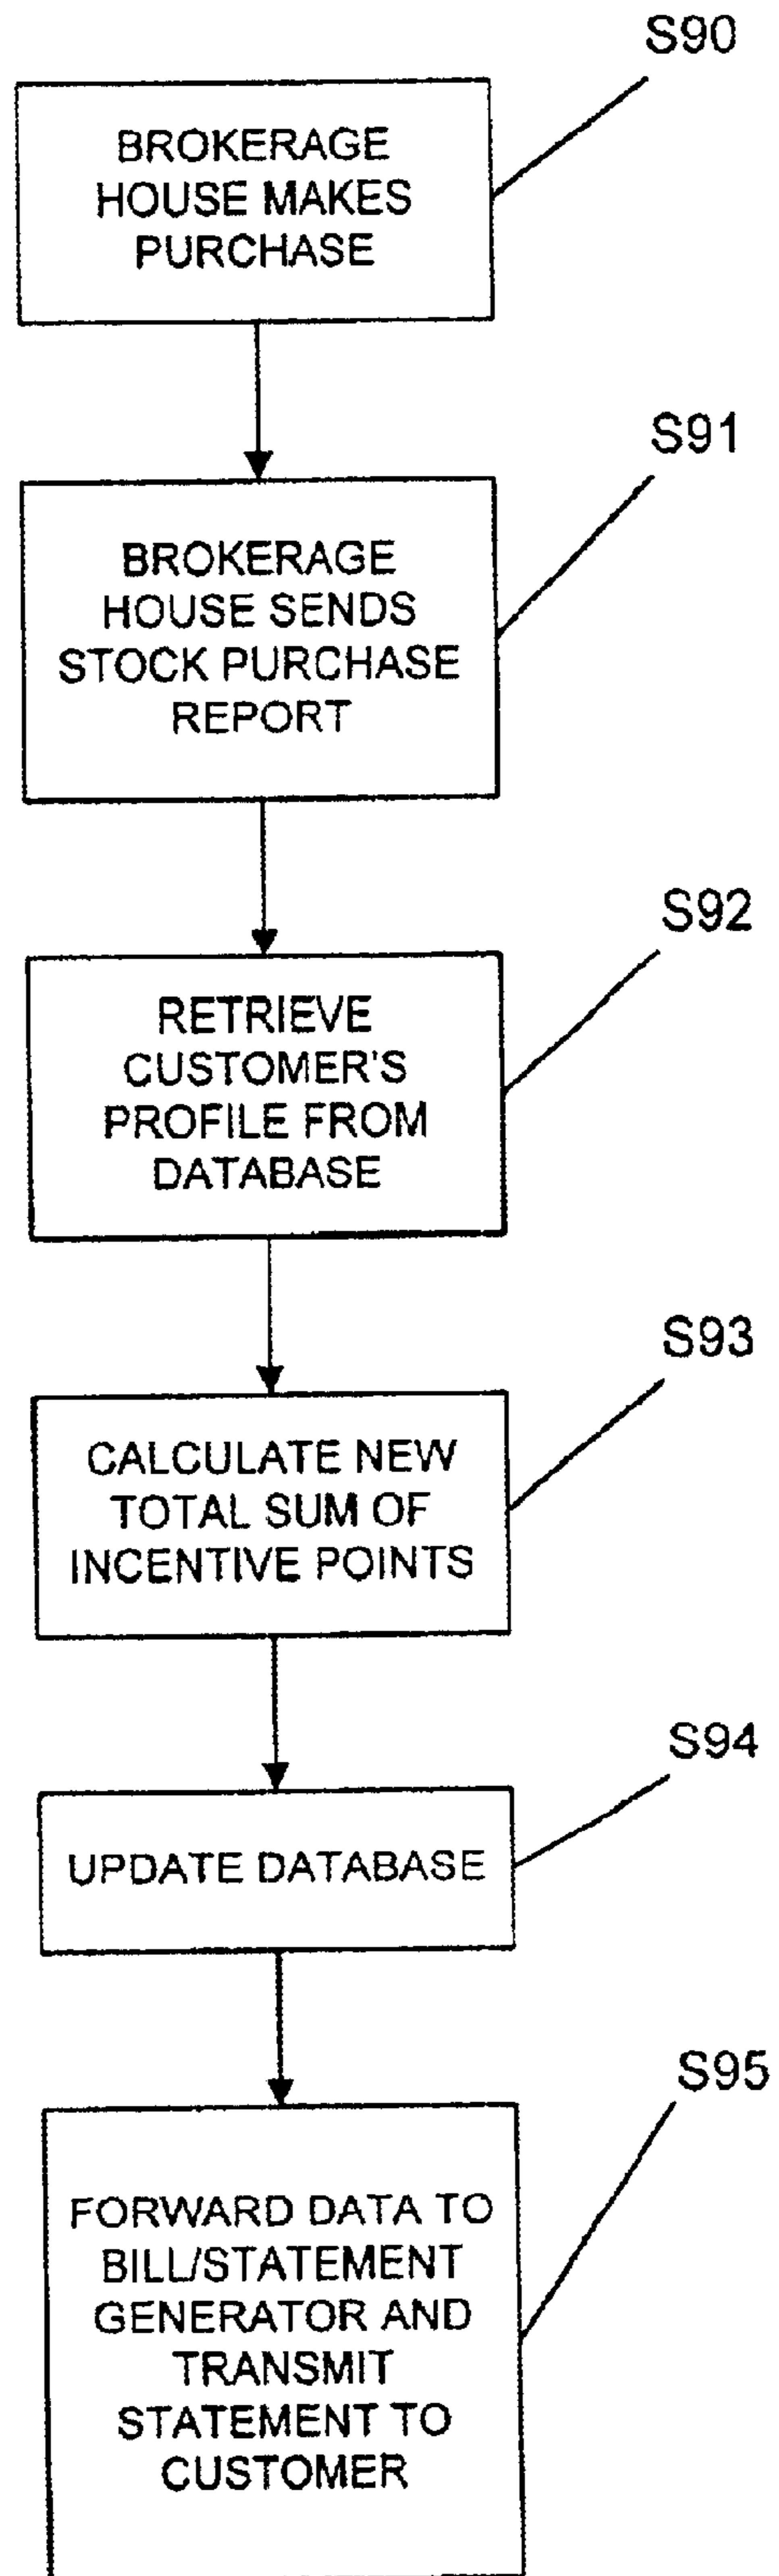 S90
BROKERAGE
HOUSE MAKES
PURCHASE
S91
BROKERAGE
HOUSE SENDS
STOCK PURCHASE
REPORT
S92
RETRIEVE
CUSTOMER'S
PROFILE FROM
DATABASE
S93
CALCULATE NEW
TOTAL SUM OF
INCENTIVE POINTS
S94
UPDATE DATABASE
S95
FORWARD DATA TO
BILL/STATEMENT
GENERATOR AND
TRANSMIT
STATEMENT TO
CUSTOMER